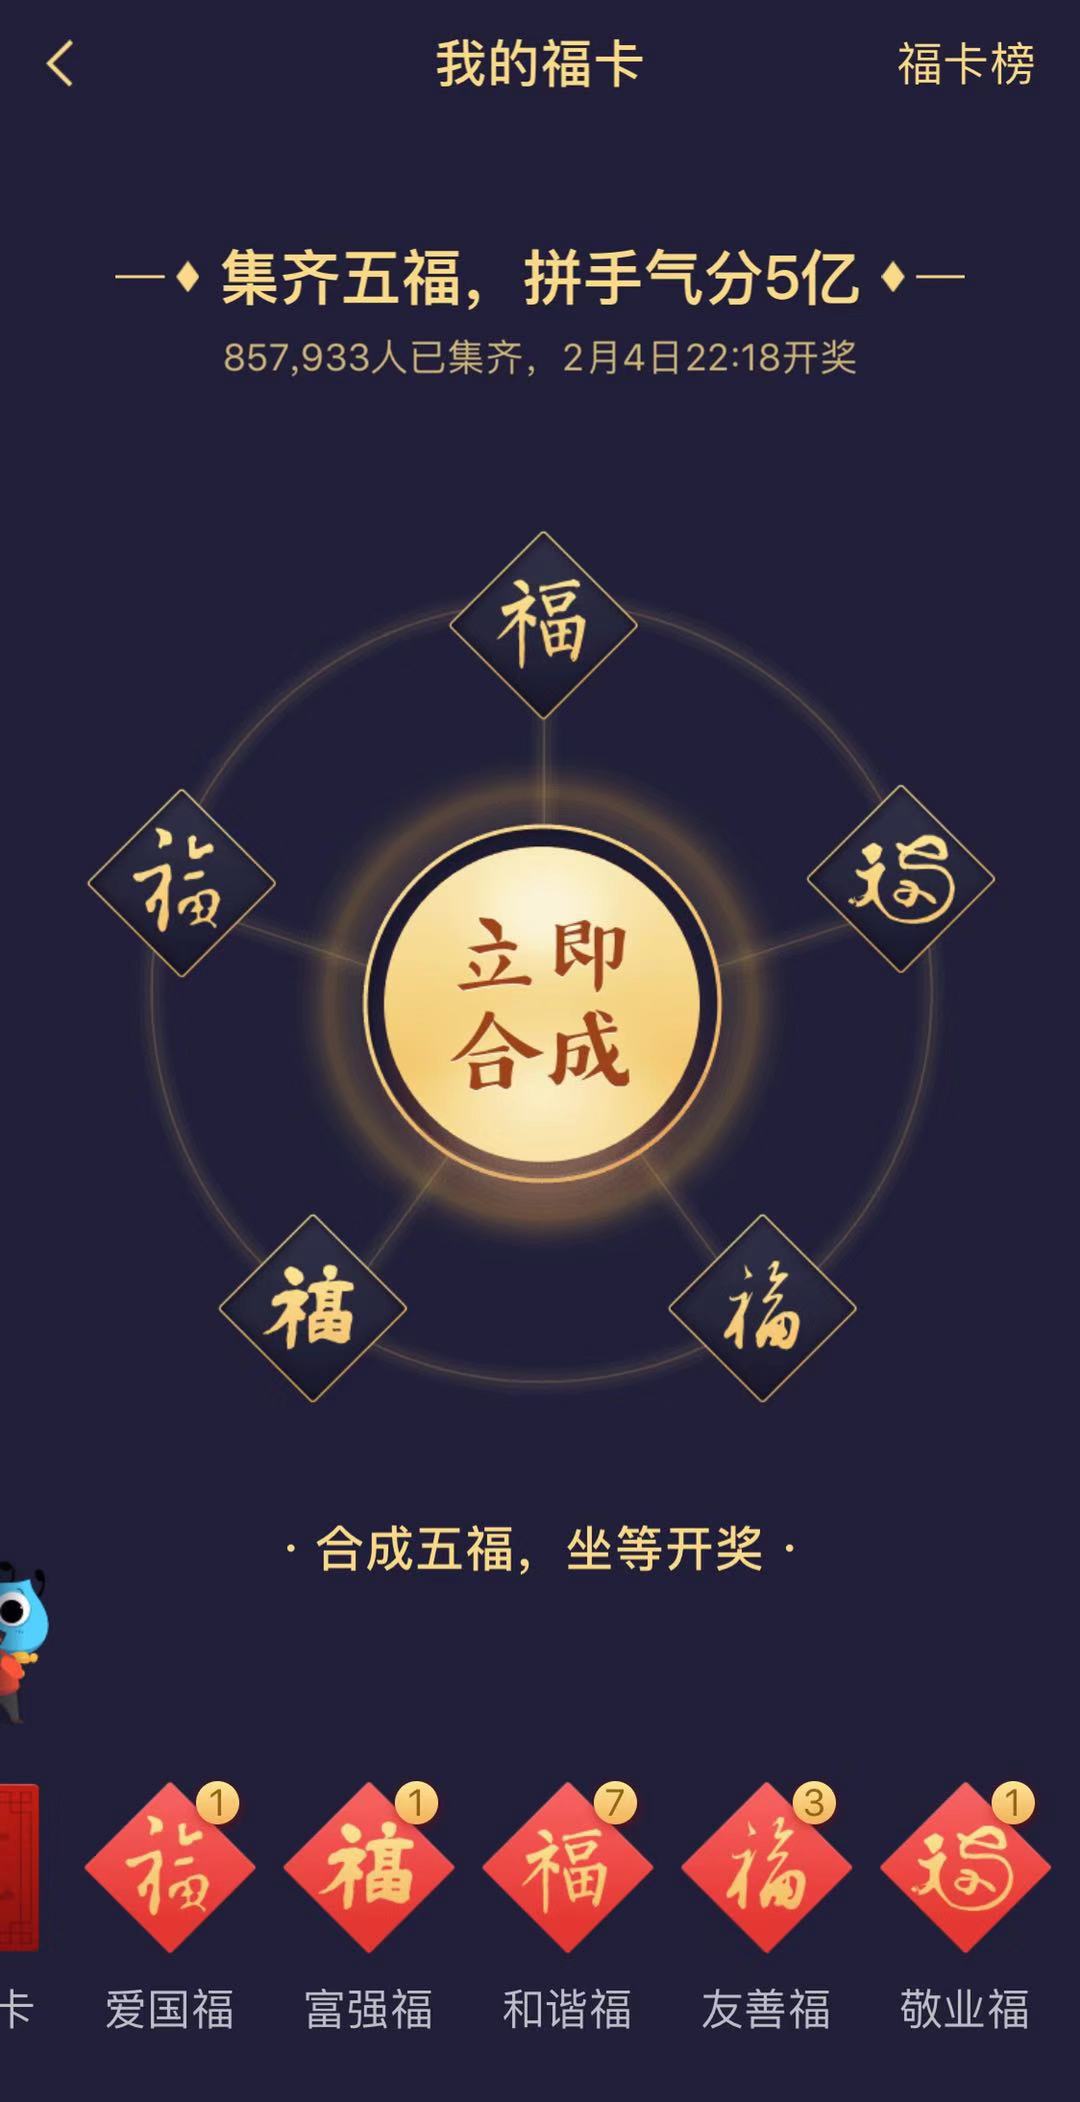 我的福卡
福卡榜
集齐五福，拼手气分5亿
857,933人已集齐，2月4日22:18开奖
福
福
福
立即
合成
福
福
·合成五福，坐等开奖·
1
1
7
3
1
福
福
福
福
福
卡
爱国福
富强福
和谐福
友善福
敬业福